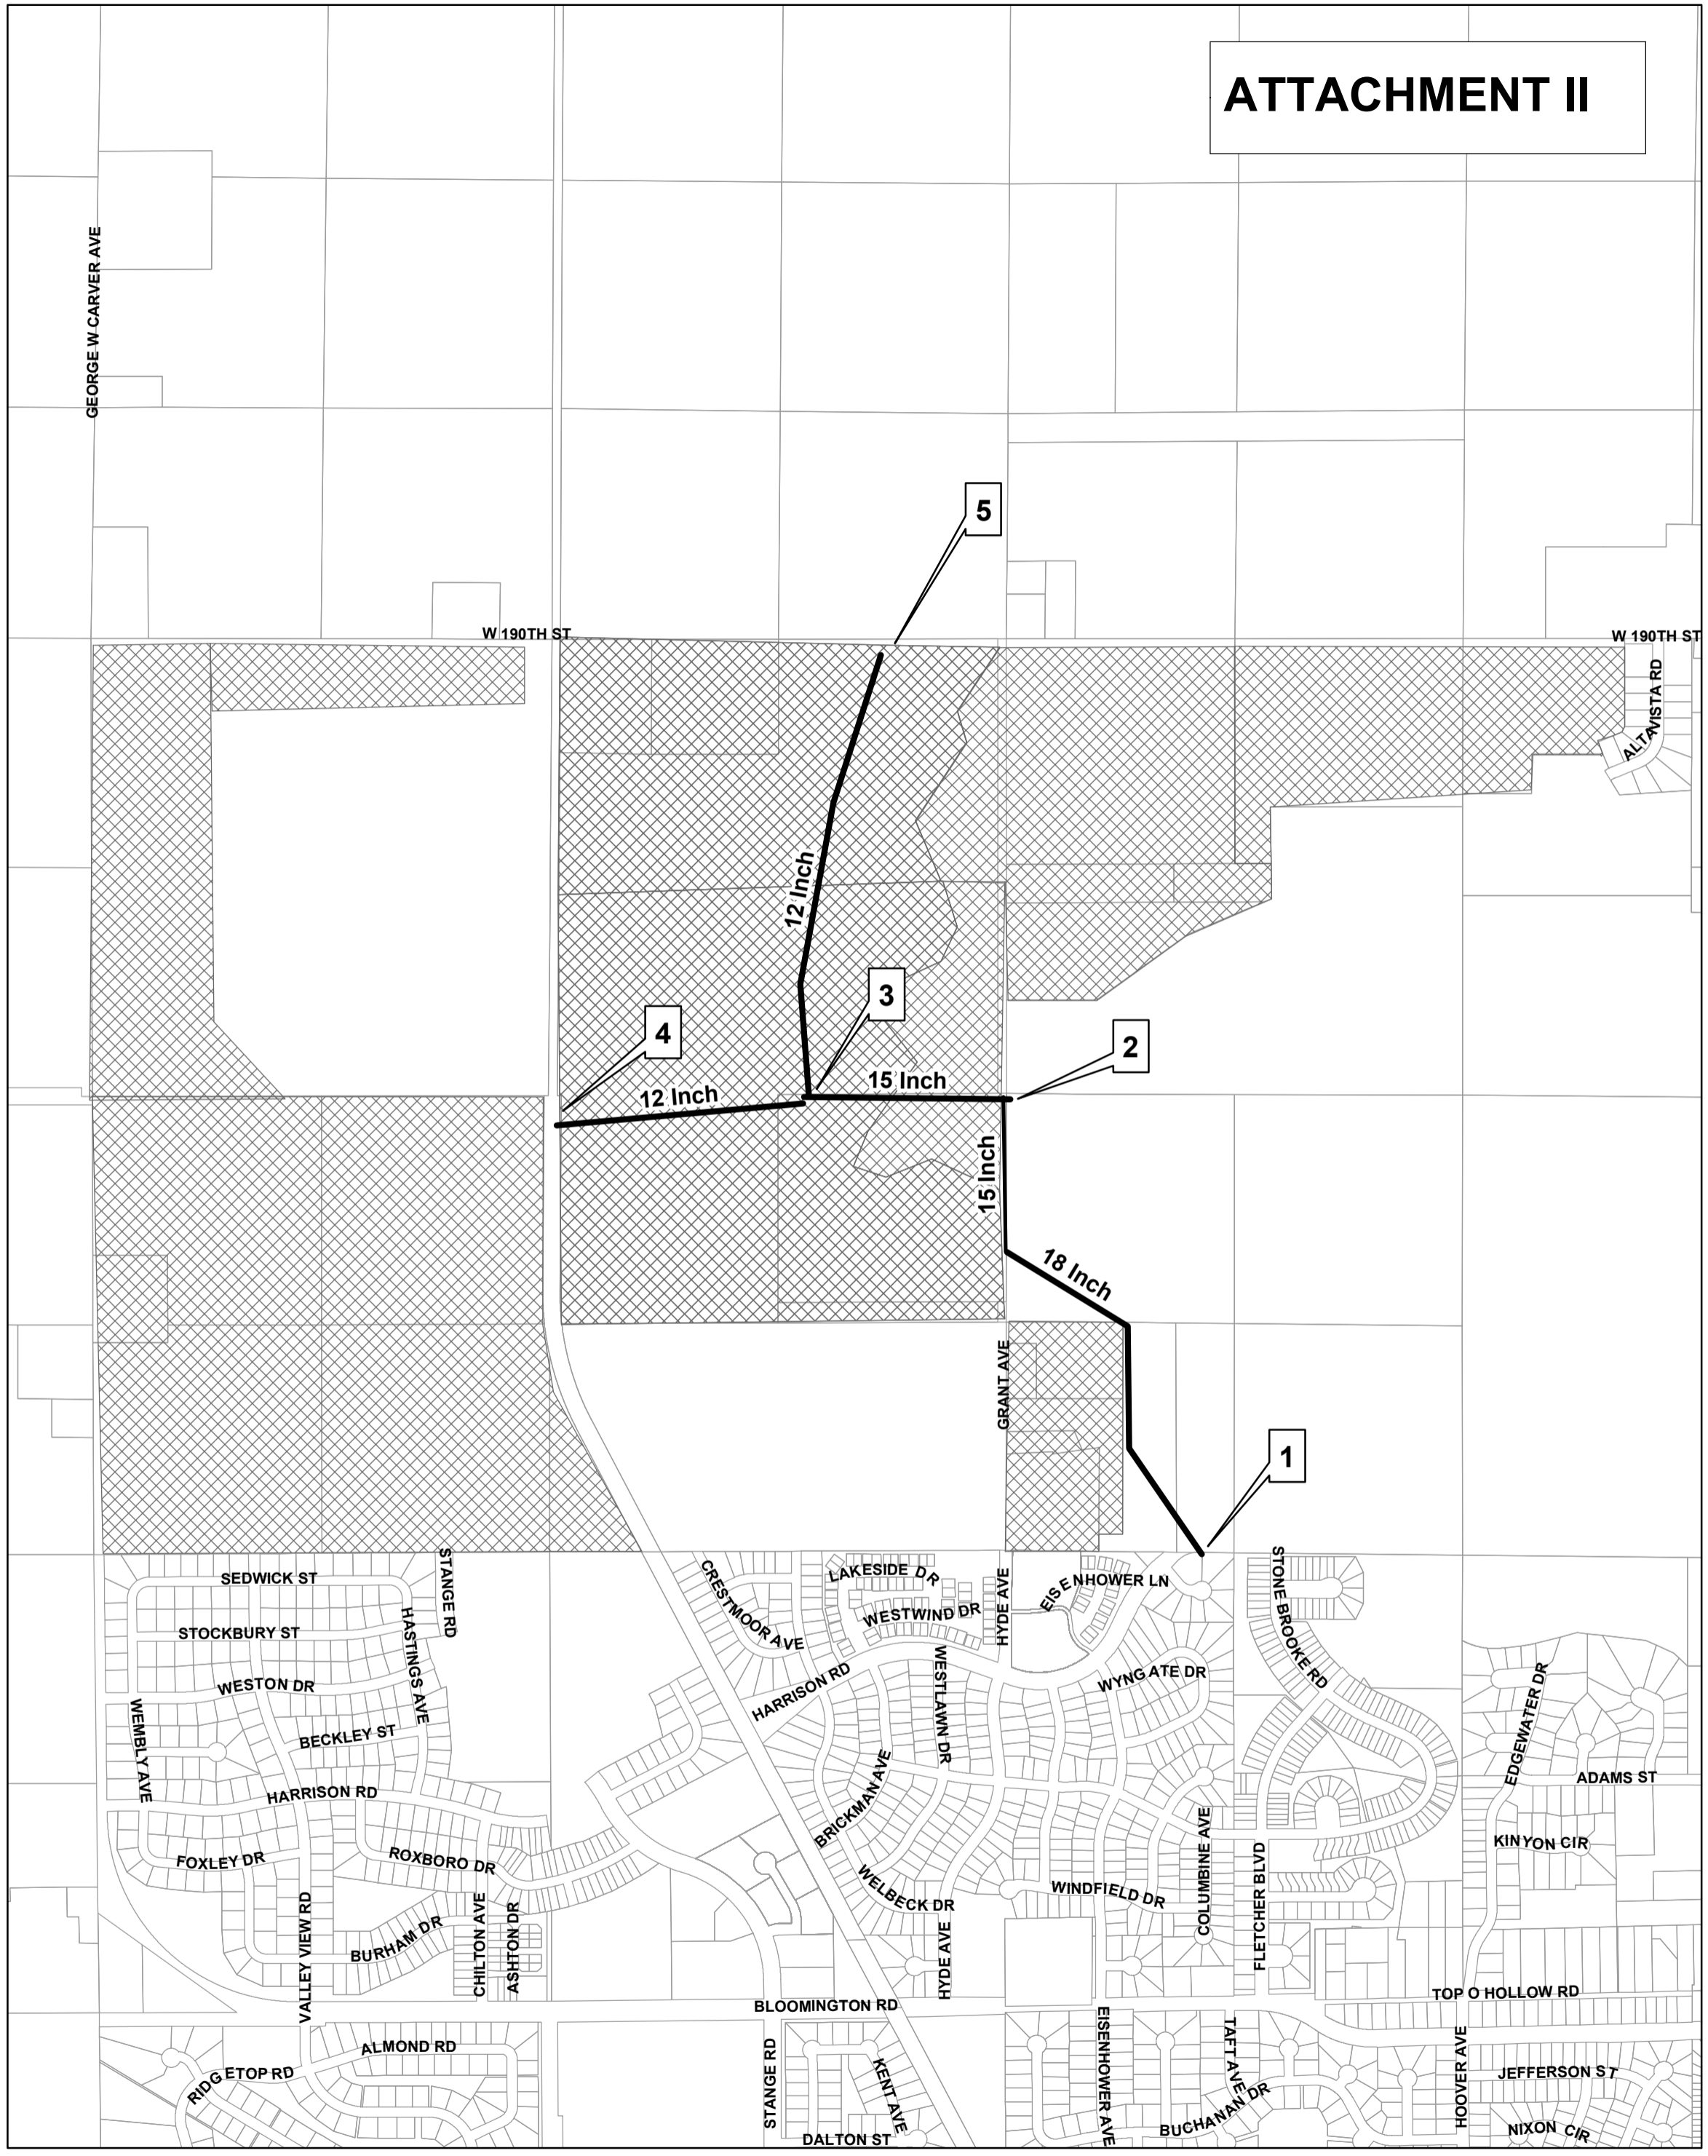 ATTACHMENT II
GEORGE W CARVER AVE
5
W 190TH ST
W 190TH ST
ALTA VISTA RD
12 Inch
3
4
2
15 Inch
12 Inch
15 Inch
18 Inch
GRANT AVE
1
SEDWICK ST
STANGE RD
CRESTMOOR AVE
LAKESIDE DR
HYDE AVE
EISENHOWER LN
STONE BROOKE RD
WESTWIND DR
STOCKBURY ST
HASTINGS AVE
WESTON DR
HARRISON RD
WESTLAWN DR
WYNGATE DR
WEMBLY AVE
BECKLEY ST
EDGEWATER DR
HARRISON RD
BRICKMAN AVE
ADAMS ST
KINYON CIR
FOXLEY DR
ROXBORO DR
WELBECK DR
WINDFIELD DR
COLUMBINE AVE
FLETCHER BLVD
VALLEY VIEW RD
BURHAM DR
CHILTON AVE
ASHTON DR
HYDE AVE
BLOOMINGTON RD
TOP O HOLLOW RD
ALMOND RD
RIDGETOP RD
STANGE RD
KENT AVE
EISENHOWER AVE
TAFT AVE
BUCHANAN DR
HOOVER AVE
JEFFERSON ST
NIXON CIR
DALTON ST